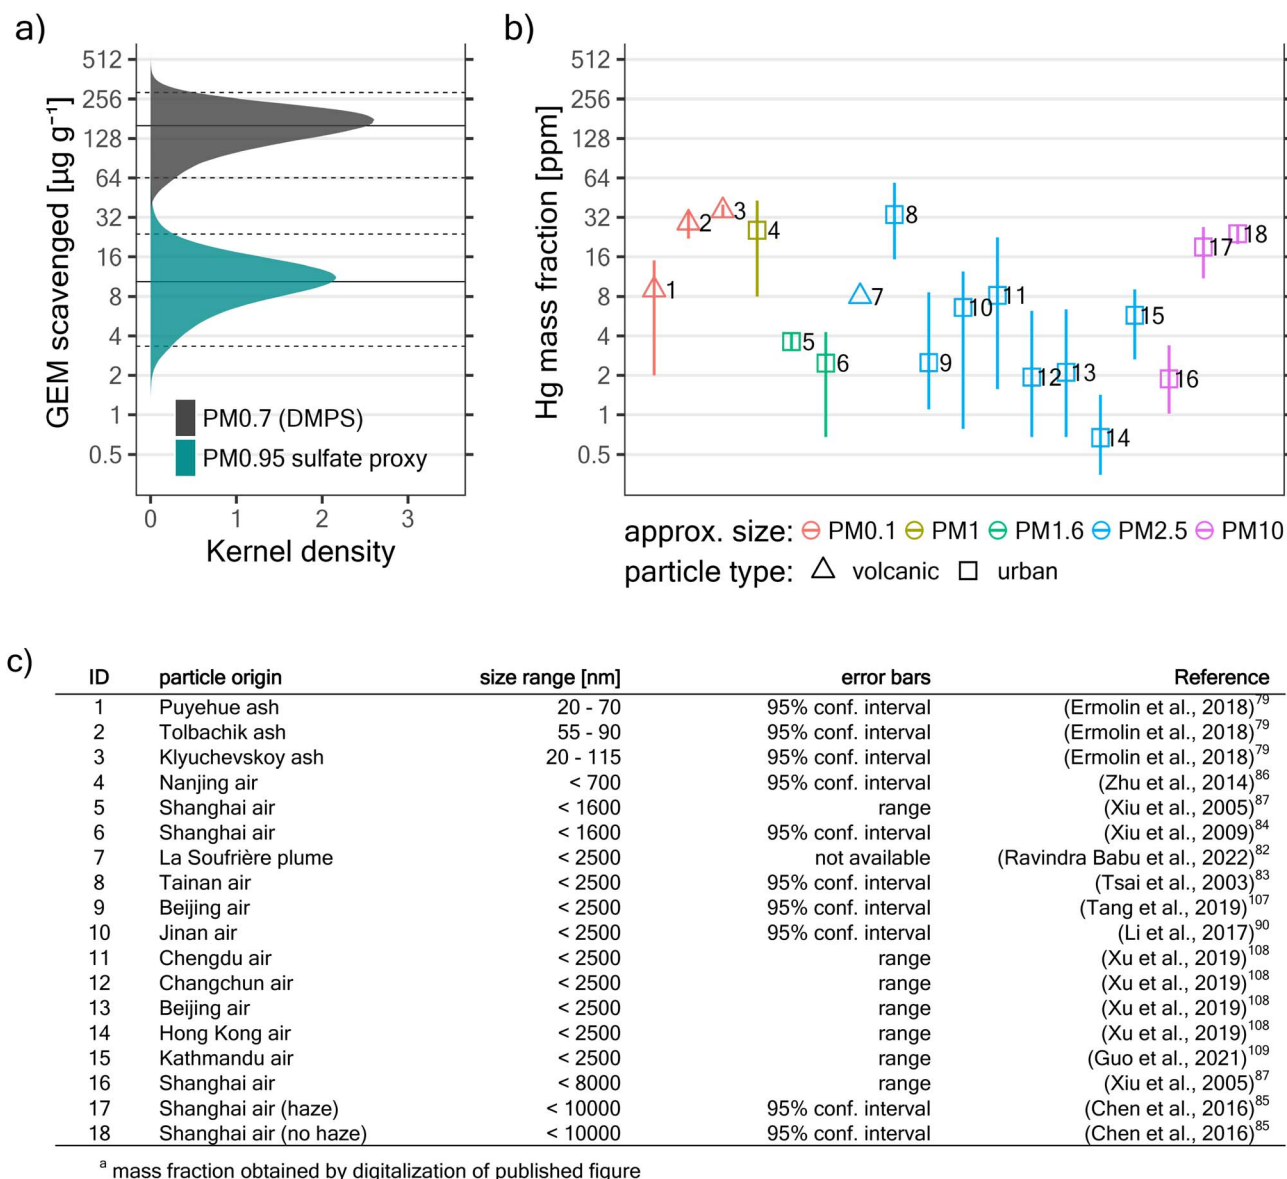 a)
GEM scavenged [µg g⁻¹]
512
256
128
64
32
16
8
4
2
1
0.5
PM0.7 (DMPS)
PM0.95 sulfate proxy
0 1 2 3
Kernel density
b)
Hg mass fraction [ppm]
512
256
128
64
32
16
8
4
2
1
0.5
1
2
3
4
5
6
7
8
9
10
11
12
13
14
15
16
17
18
approx. size: PM0.1 PM1 PM1.6 PM2.5 PM10
particle type: volcanic urban
c)
ID particle origin size range [nm] error bars Reference
1 Puyehue ash 20 - 70 95% conf. interval (Ermolin et al., 2018)⁷⁹
2 Tolbachik ash 55 - 90 95% conf. interval (Ermolin et al., 2018)⁷⁹
3 Klyuchevskoy ash 20 - 115 95% conf. interval (Ermolin et al., 2018)⁷⁹
4 Nanjing air < 700 95% conf. interval (Zhu et al., 2014)⁸⁶
5 Shanghai air < 1600 range (Xiu et al., 2005)⁸⁷
6 Shanghai air < 1600 95% conf. interval (Xiu et al., 2009)⁸⁴
7 La Soufrière plume < 2500 not available (Ravindra Babu et al., 2022)⁸²
8 Tainan air < 2500 95% conf. interval (Tsai et al., 2003)⁸³
9 Beijing air < 2500 95% conf. interval (Tang et al., 2019)¹⁰⁷
10 Jinan air < 2500 95% conf. interval (Li et al., 2017)⁹⁰
11 Chengdu air < 2500 range (Xu et al., 2019)¹⁰⁸
12 Changchun air < 2500 range (Xu et al., 2019)¹⁰⁸
13 Beijing air < 2500 range (Xu et al., 2019)¹⁰⁸
14 Hong Kong air < 2500 range (Xu et al., 2019)¹⁰⁸
15 Kathmandu air < 2500 range (Guo et al., 2021)¹⁰⁹
16 Shanghai air < 8000 range (Xiu et al., 2005)⁸⁷
17 Shanghai air (haze) < 10000 95% conf. interval (Chen et al., 2016)⁸⁵
18 Shanghai air (no haze) < 10000 95% conf. interval (Chen et al., 2016)⁸⁵
ᵃ mass fraction obtained by digitalization of published figure